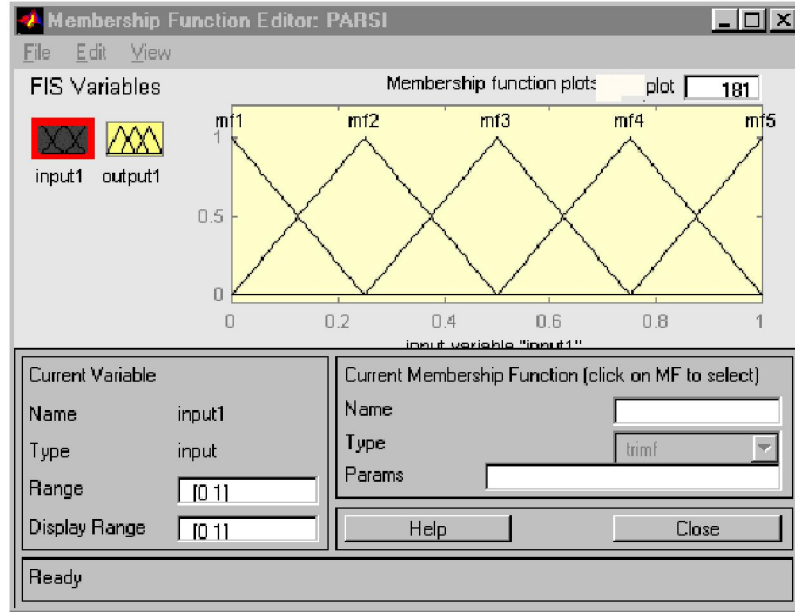 Membership Function Editor: PARSI
File Edit View
FIS Variables
Membership function plots plot 181
mf1 mf2 mf3 mf4 mf5
1
0.5
0
0 0.2 0.4 0.6 0.8 1
input variable "input1"
input1 output1
Current Variable
Name input1
Type input
Range [0 1]
Display Range [0 1]
Current Membership Function (click on MF to select)
Name
Type trimf
Params
Help Close
Ready